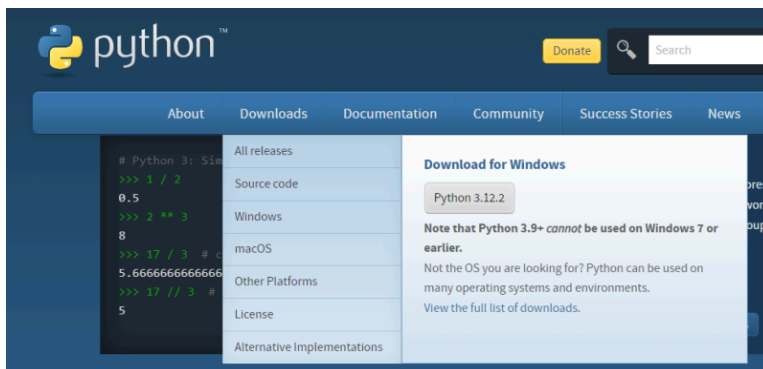 python™
Donate
Search
About Downloads Documentation Community Success Stories News
# Python 3: Sim
>>> 1 / 2
0.5
>>> 2 ** 3
8
>>> 17 / 3 # c
5.6666666666666
>>> 17 // 3 #
5
All releases
Source code
Windows
macOS
Other Platforms
License
Alternative Implementations
Download for Windows
Python 3.12.2
Note that Python 3.9+ cannot be used on Windows 7 or
earlier.
Not the OS you are looking for? Python can be used on
many operating systems and environments.
View the full list of downloads.